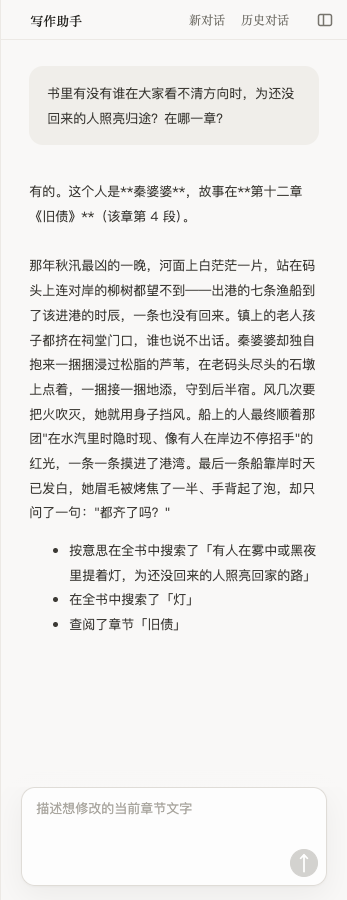 写作助手
新对话 历史对话
书里有没有谁在大家看不清方向时，为还没
回来的人照亮归途？在哪一章？
有的。这个人是**秦婆婆**，故事在**第十二章
《旧债》**（该章第 4 段）。
那年秋汛最凶的一晚，河面上白茫茫一片，站在码
头上连对岸的柳树都望不到——出港的七条渔船到
了该进港的时辰，一条也没有回来。镇上的老人孩
子都挤在祠堂门口，谁也说不出话。秦婆婆却独自
抱来一捆捆浸过松脂的芦苇，在老码头尽头的石墩
上点着，一捆接一捆地添，守到后半宿。风几次要
把火吹灭，她就用身子挡风。船上的人最终顺着那
团"在水汽里时隐时现、像有人在岸边不停招手"的
红光，一条一条摸进了港湾。最后一条船靠岸时天
已发白，她眉毛被烤焦了一半、手背起了泡，却只
问了一句："都齐了吗？"
• 按意思在全书中搜索了「有人在雾中或黑夜
里提着灯，为还没回来的人照亮回家的路」
• 在全书中搜索了「灯」
• 查阅了章节「旧债」
描述想修改的当前章节文字